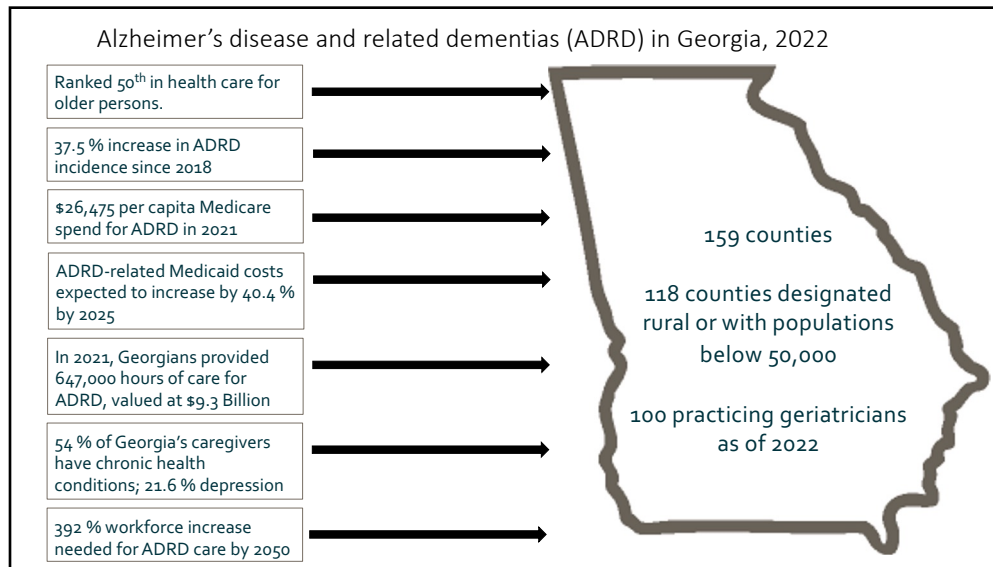 Alzheimer’s disease and related dementias (ADRD) in Georgia, 2022
Ranked 50th in health care for
older persons.
37.5 % increase in ADRD
incidence since 2018
$26,475 per capita Medicare
spend for ADRD in 2021
ADRD-related Medicaid costs
expected to increase by 40.4 %
by 2025
In 2021, Georgians provided
647,000 hours of care for
ADRD, valued at $9.3 Billion
54 % of Georgia’s caregivers
have chronic health
conditions; 21.6 % depression
392 % workforce increase
needed for ADRD care by 2050
159 counties
118 counties designated
rural or with populations
below 50,000
100 practicing geriatricians
as of 2022